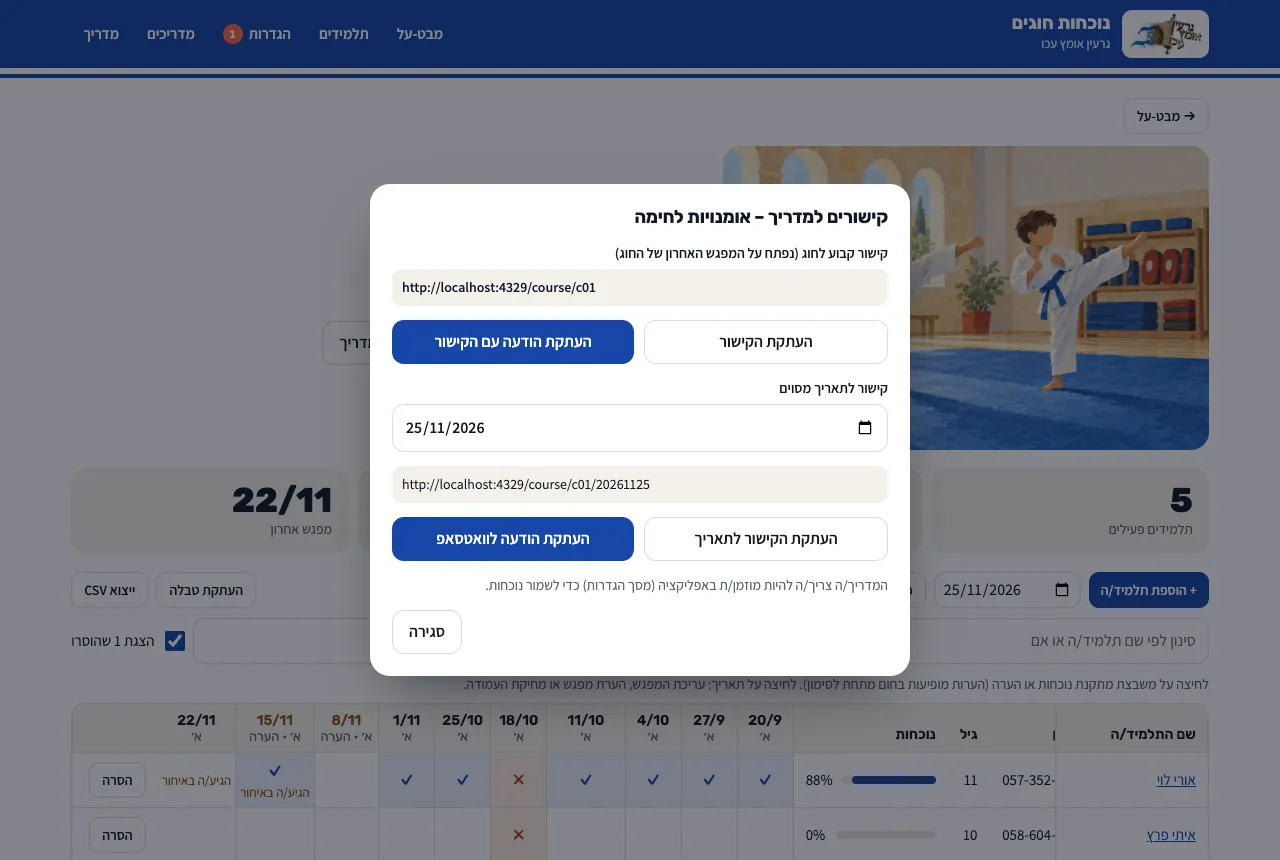 נוכחות חוגים
גרעין אומץ עכו
מבט-על
תלמידים
הגדרות 1
מדריכים
מדריך
→ מבט-על
קישורים למדריך – אומנויות לחימה
קישור קבוע לחוג (נפתח על המפגש האחרון של החוג)
http://localhost:4329/course/c01
העתקת הקישור
העתקת הודעה עם הקישור
קישור לתאריך מסוים
25/11/2026
http://localhost:4329/course/c01/20261125
העתקת הקישור לתאריך
העתקת הודעה לוואטסאפ
המדריך/ה צריך/ה להיות מוזמן/ת באפליקציה (מסך הגדרות) כדי לשמור נוכחות.
סגירה
5
תלמידים פעילים
22/11
מפגש אחרון
+ הוספת תלמיד/ה
25/11/2026
העתקת טבלה
ייצוא CSV
סינון לפי שם תלמיד/ה או אם
הצגת 1 שהוסרו
לחיצה על משבצת מתקנת נוכחות או הערה (הערות מופיעות בחום מתחת לסימון). לחיצה על תאריך: עריכת המפגש, הערת מפגש או מחיקת העמודה.
שם התלמיד/ה גיל נוכחות 20/9 27/9 4/10 11/10 18/10 25/10 1/11 8/11 15/11 22/11
א׳ א׳ א׳ א׳ א׳ א׳ א׳ א׳ • הערה א׳ • הערה א׳
אורי לוי 057-352- 11 88% ✓ ✓ ✓ ✓ ✕ ✓ ✓ ✓ הגיע/ה באיחור הגיע/ה באיחור הסרה
איתי פרץ 058-604- 10 0% ✕ הסרה